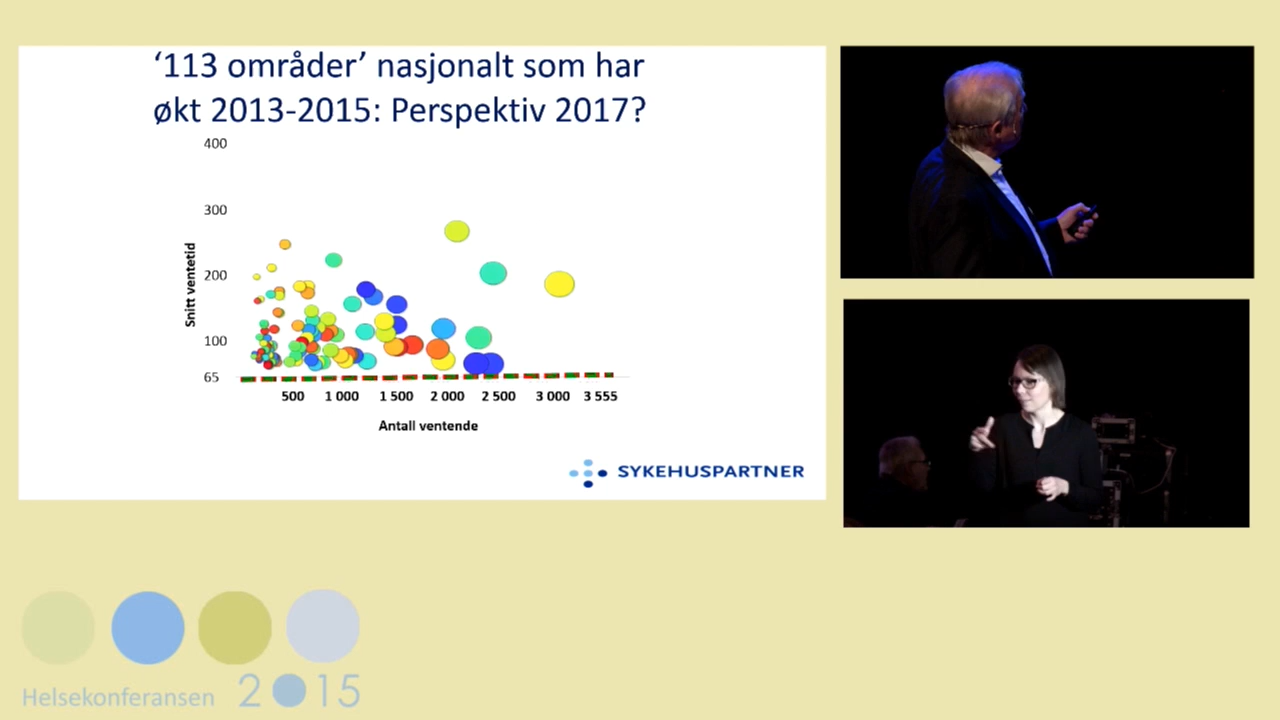 ‘113 områder’ nasjonalt som har
økt 2013-2015: Perspektiv 2017?
400
300
200
100
65
Snitt ventetid
500 1 000 1 500 2 000 2 500 3 000 3 555
Antall ventende
SYKEHUSPARTNER
Helsekonferansen 2015